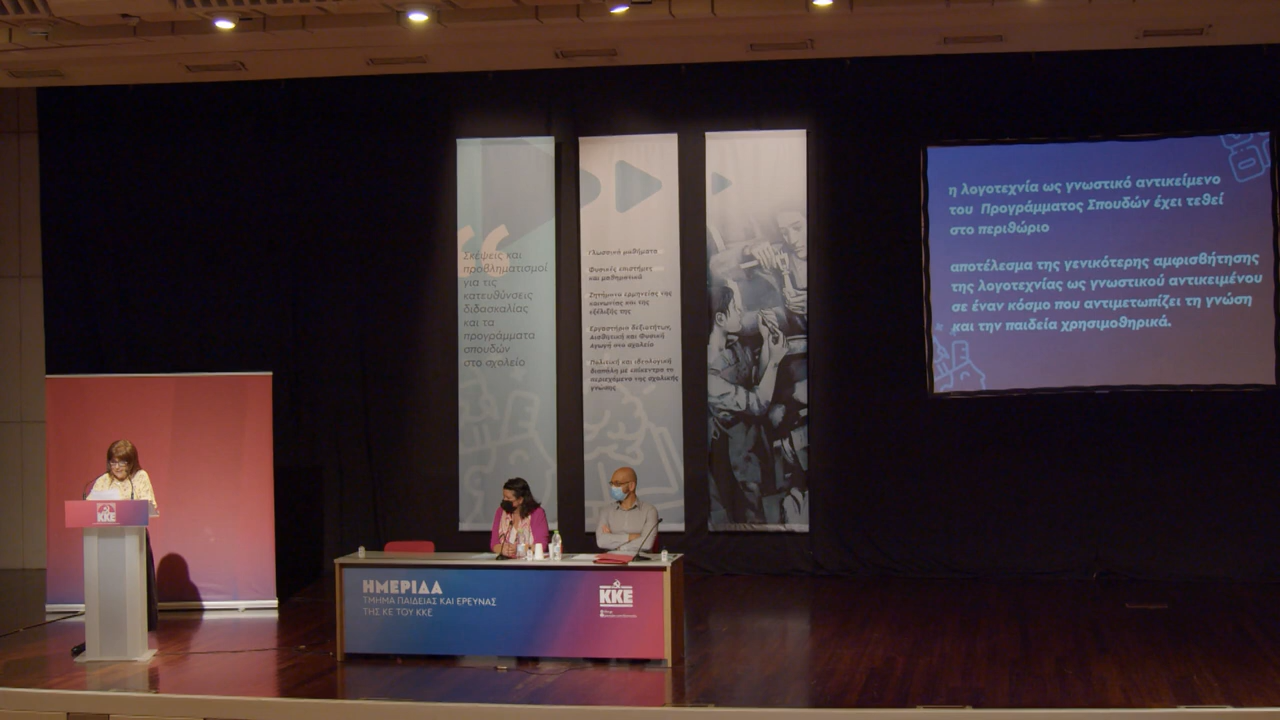 Σκέψεις και
προβληματισμοί
για τις
κατευθύνσεις
διδασκαλίας
και τα
προγράμματα
σπουδών
στο σχολείο
Γλωσσικά μαθήματα
Φυσικές επιστήμες
και μαθηματικά
Ζητήματα ερμηνείας της
κοινωνίας και της
εξέλιξής της
Εργαστήρια δεξιοτήτων,
Αισθητική και Φυσική
Αγωγή στο σχολείο
Πολιτική και ιδεολογική
διαπάλη με επίκεντρο το
περιεχόμενο της σχολικής
γνώσης
η λογοτεχνία ως γνωστικό αντικείμενο
του Προγράμματος Σπουδών έχει τεθεί
στο περιθώριο
αποτέλεσμα της γενικότερης αμφισβήτησης
της λογοτεχνίας ως γνωστικού αντικειμένου
σε έναν κόσμο που αντιμετωπίζει τη γνώση
και την παιδεία χρησιμοθηρικά.
ΚΚΕ
ΗΜΕΡΙΔΑ
ΤΜΗΜΑ ΠΑΙΔΕΙΑΣ ΚΑΙ ΕΡΕΥΝΑΣ
ΤΗΣ ΚΕ ΤΟΥ ΚΚΕ
ΚΚΕ